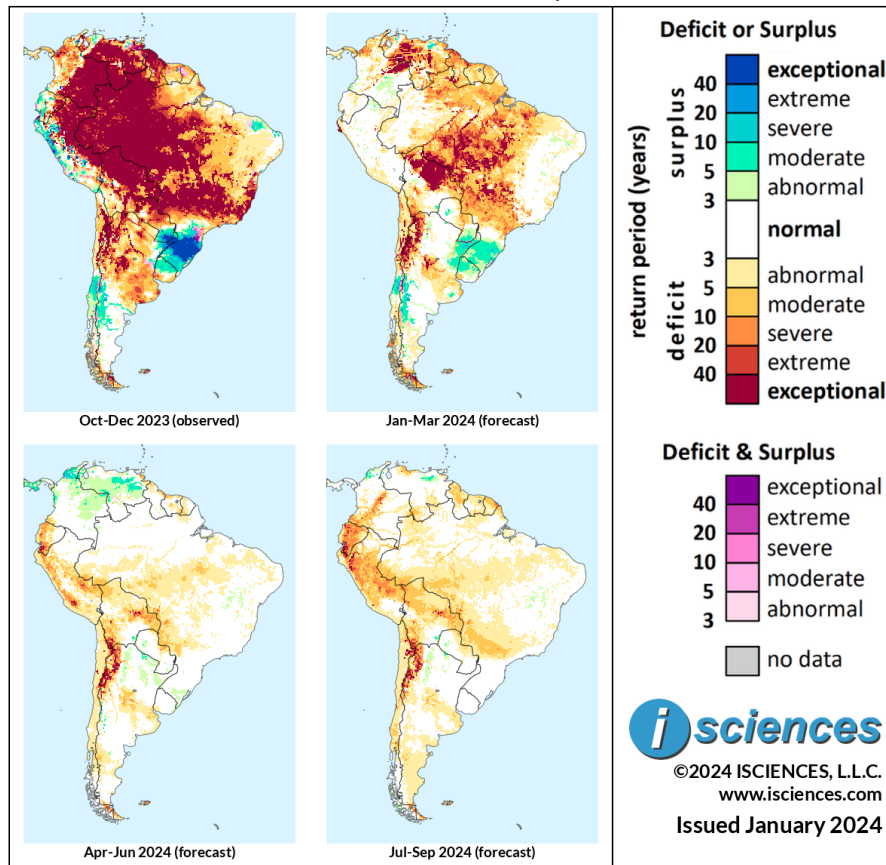 Oct-Dec 2023 (observed)
Jan-Mar 2024 (forecast)
Apr-Jun 2024 (forecast)
Jul-Sep 2024 (forecast)
Deficit or Surplus
return period (years)
surplus
deficit
40
20
10
5
3
3
5
10
20
40
exceptional
extreme
severe
moderate
abnormal
normal
abnormal
moderate
severe
extreme
exceptional
Deficit & Surplus
40
20
10
5
3
exceptional
extreme
severe
moderate
abnormal
no data
i sciences
©2024 ISCIENCES, L.L.C.
www.isciences.com
Issued January 2024